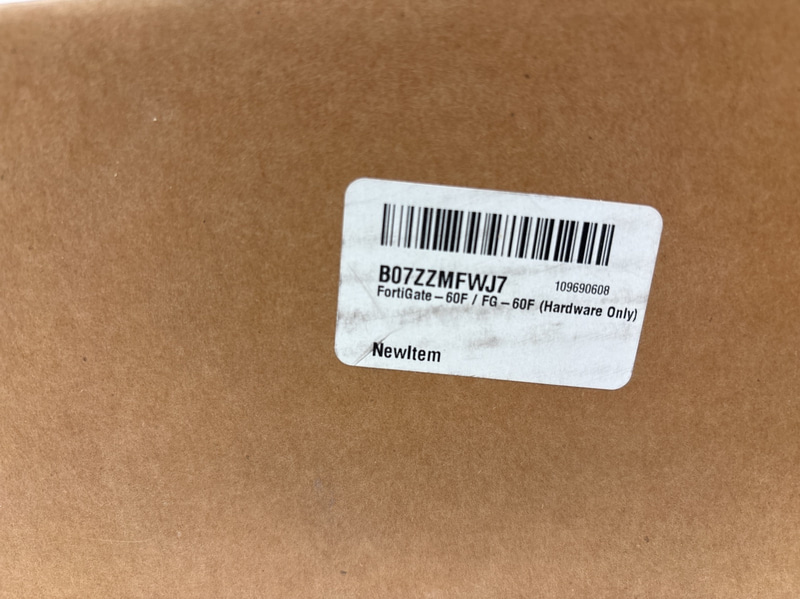 B07ZZMFWJ7 109690608
FortiGate-60F / FG-60F (Hardware Only)
NewItem